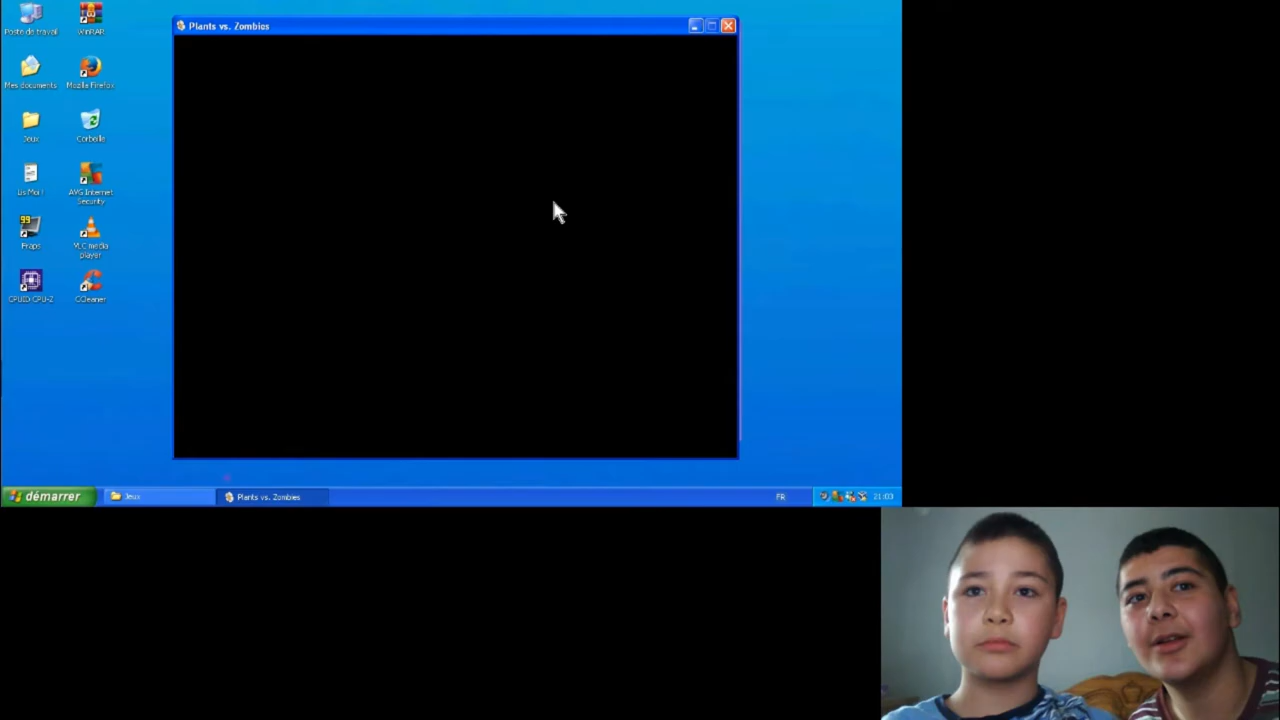 Plants vs. Zombies
Poste de travail
WinRAR
Mes documents
Mozilla Firefox
Jeux
Corbeille
Lis Moi !
AVG Internet
Security
99
Fraps
VLC media
player
CPUID CPU-Z
CCleaner
démarrer
Jeux
Plants vs. Zombies
FR
21:03